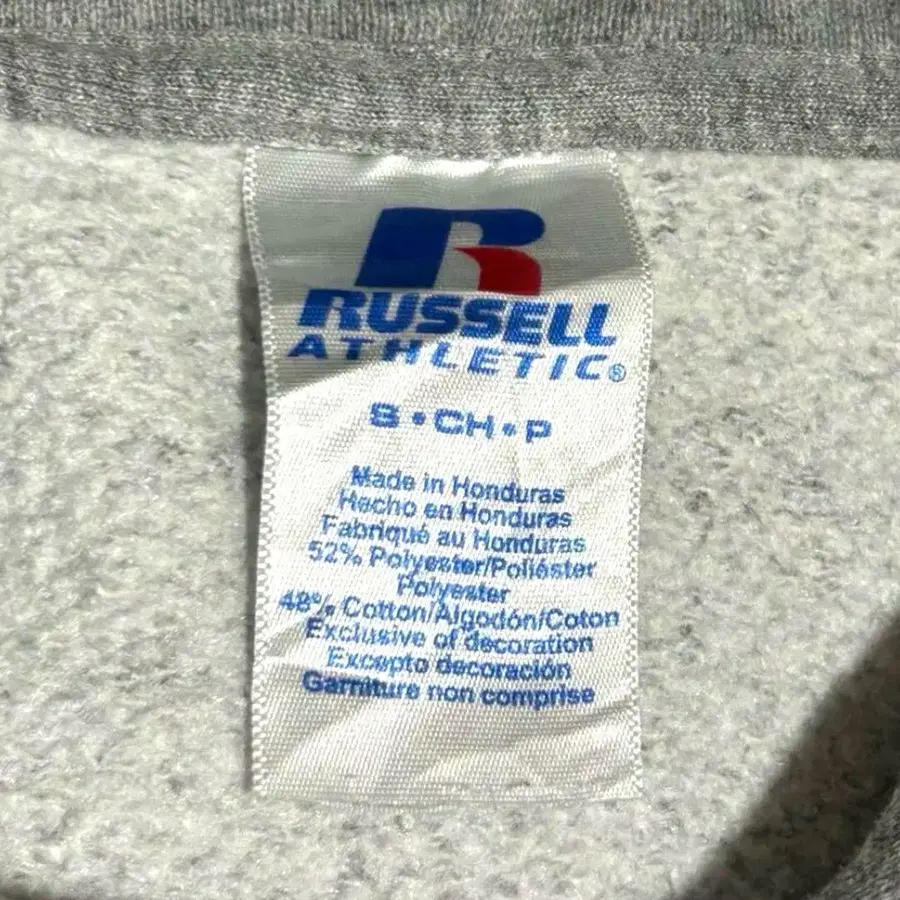 R
RUSSELL
ATHLETIC®
S • CH • P
Made in Honduras
Hecho en Honduras
Fabriqué au Honduras
52% Polyester/Poliéster
Polyester
48% Cotton/Algodón/Coton
Exclusive of decoration
Excepto decoración
Garniture non comprise